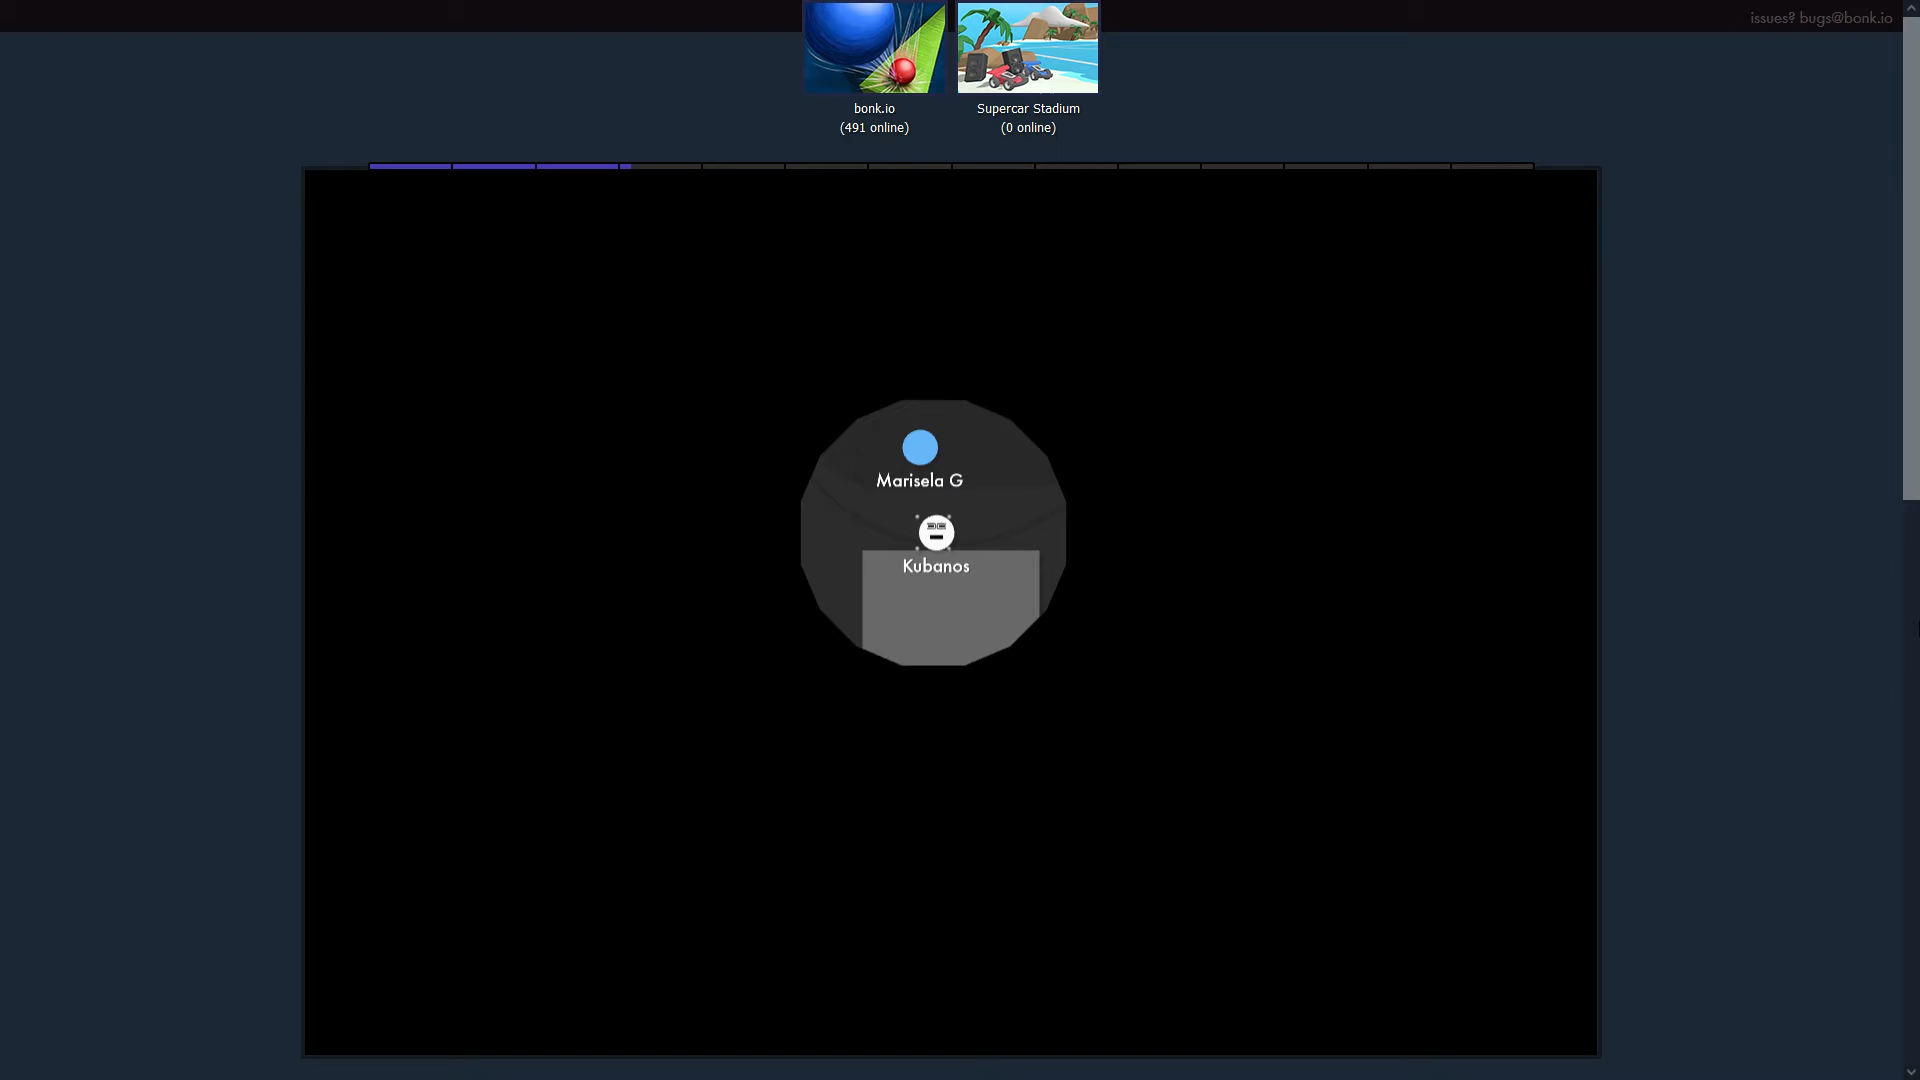 issues? bugs@bonk.io
bonk.io
(491 online)
Supercar Stadium
(0 online)
Marisela G
Kubanos